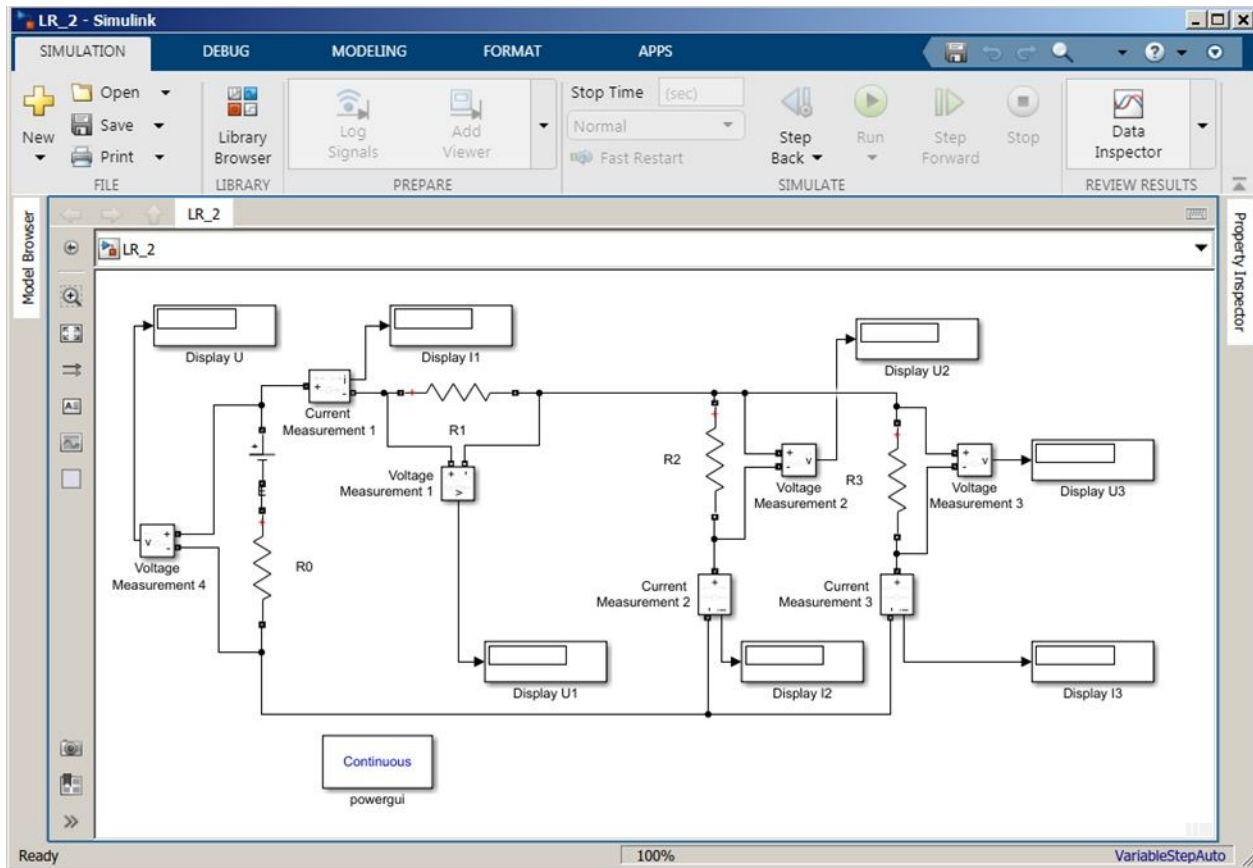 LR_2 - Simulink
SIMULATION
DEBUG
MODELING
FORMAT
APPS
New
Open
Save
Print
FILE
Library
Browser
LIBRARY
Log
Signals
Add
Viewer
PREPARE
Stop Time (sec)
Normal
Fast Restart
Step
Back
Run
Step
Forward
Stop
SIMULATE
Data
Inspector
REVIEW RESULTS
Model Browser
Property Inspector
LR_2
LR_2
Display U
Display I1
Display U2
Current
Measurement 1
R1
Voltage
Measurement 1
R2
Voltage
Measurement 2
R3
Voltage
Measurement 3
Display U3
E
R0
Voltage
Measurement 4
Current
Measurement 2
Current
Measurement 3
Display U1
Display I2
Display I3
Continuous
powergui
Ready
100%
VariableStepAuto